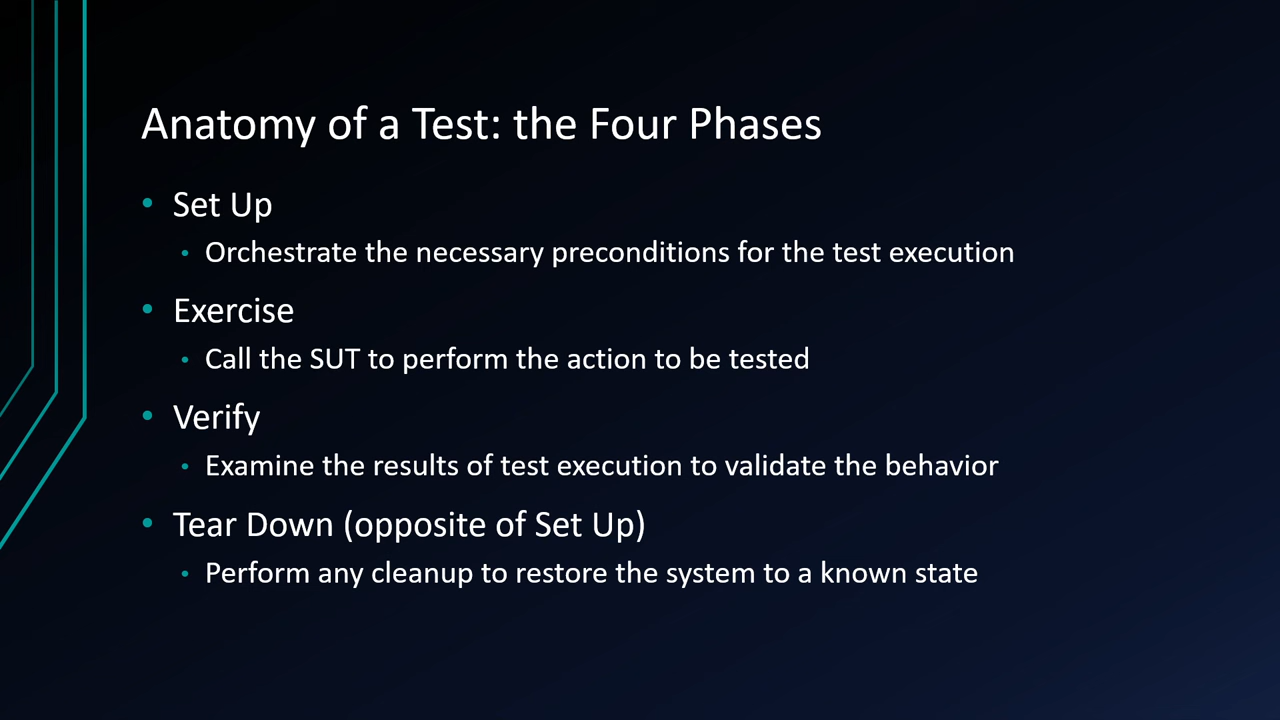 Anatomy of a Test: the Four Phases
• Set Up
• Orchestrate the necessary preconditions for the test execution
• Exercise
• Call the SUT to perform the action to be tested
• Verify
• Examine the results of test execution to validate the behavior
• Tear Down (opposite of Set Up)
• Perform any cleanup to restore the system to a known state